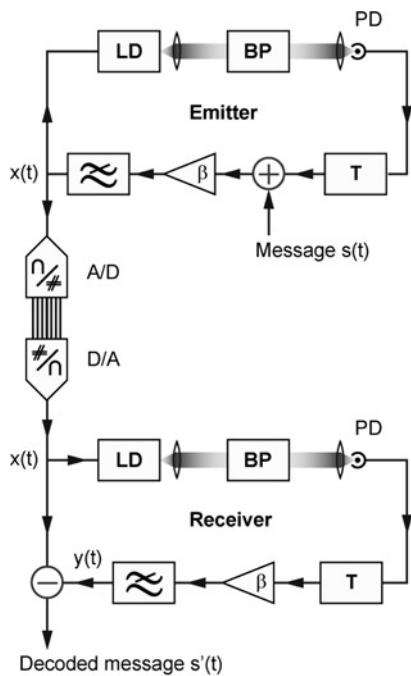 PD
LD
BP
Emitter
x(t)
β
T
Message s(t)
∩/#
A/D
#/∩
D/A
PD
x(t)
LD
BP
Receiver
y(t)
β
T
Decoded message s'(t)